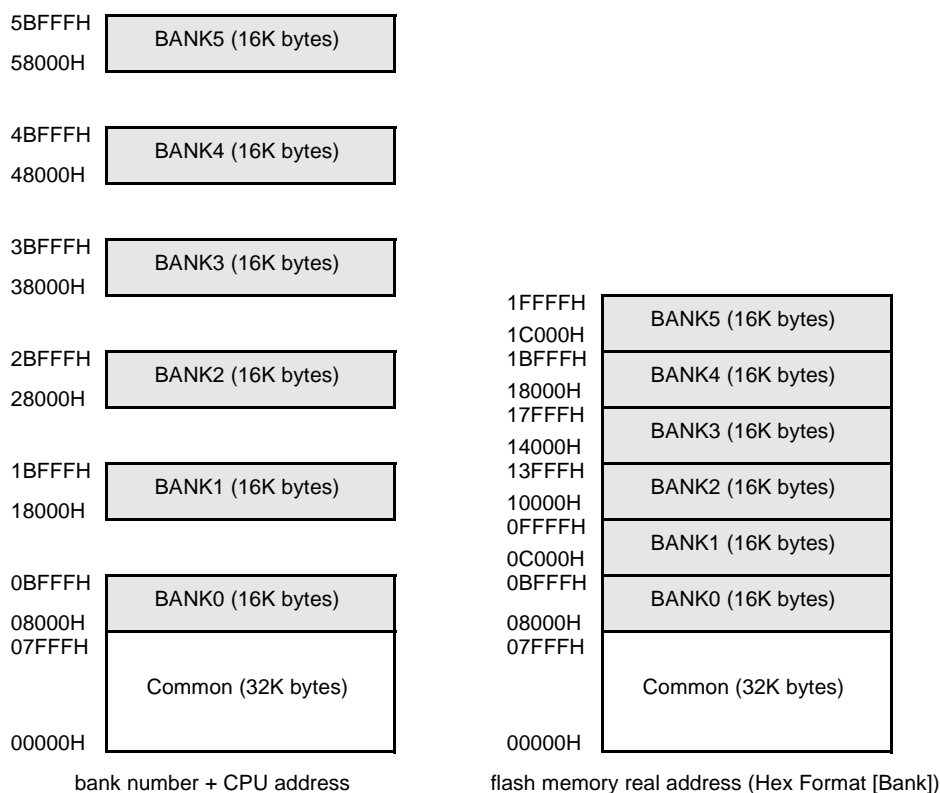 5BFFFH
BANK5 (16K bytes)
58000H
4BFFFH
BANK4 (16K bytes)
48000H
3BFFFH
BANK3 (16K bytes)
38000H
2BFFFH
BANK2 (16K bytes)
28000H
1BFFFH
BANK1 (16K bytes)
18000H
0BFFFH
BANK0 (16K bytes)
08000H
07FFFH
Common (32K bytes)
00000H
bank number + CPU address
1FFFFH
BANK5 (16K bytes)
1C000H
1BFFFH
BANK4 (16K bytes)
18000H
17FFFH
BANK3 (16K bytes)
14000H
13FFFH
BANK2 (16K bytes)
10000H
0FFFFH
BANK1 (16K bytes)
0C000H
0BFFFH
BANK0 (16K bytes)
08000H
07FFFH
Common (32K bytes)
00000H
flash memory real address (Hex Format [Bank])